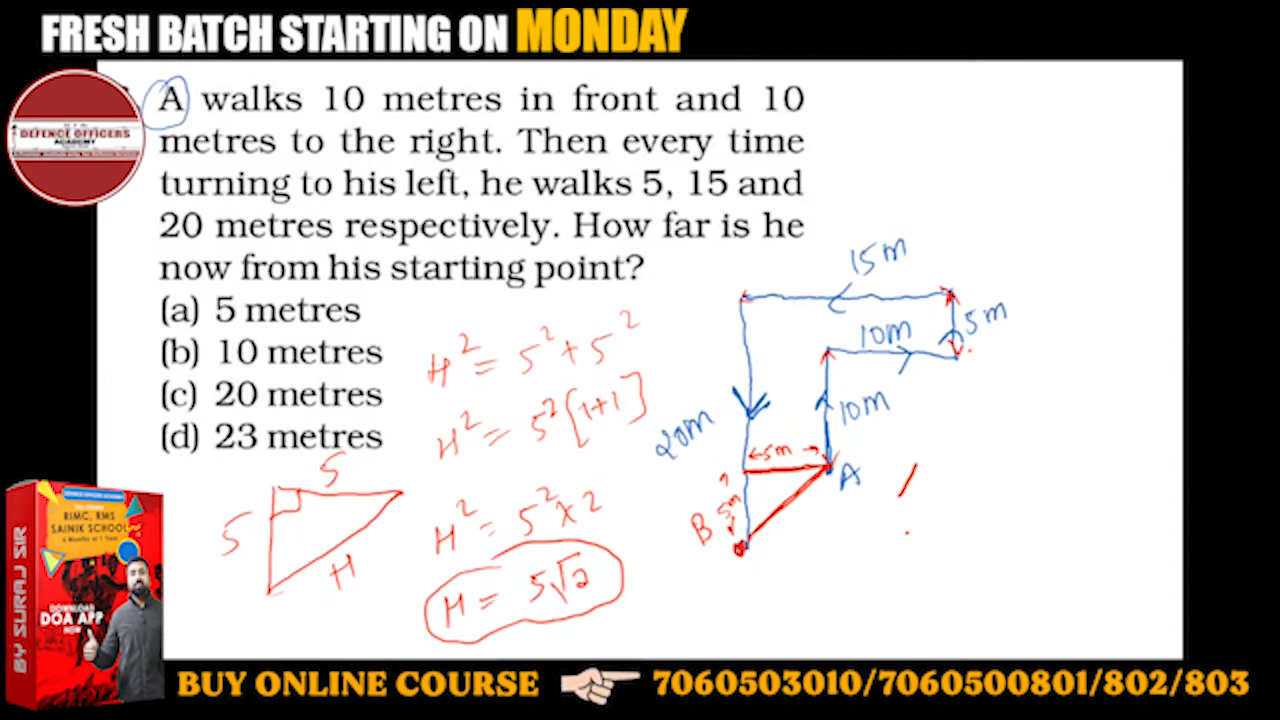 FRESH BATCH STARTING ON MONDAY
DEFENCE OFFICERS
ACADEMY
A walks 10 metres in front and 10
metres to the right. Then every time
turning to his left, he walks 5, 15 and
20 metres respectively. How far is he
now from his starting point?
(a) 5 metres
(b) 10 metres
(c) 20 metres
(d) 23 metres
H² = 5² + 5²
H² = 5² [1+1]
H² = 5² x 2
H = 5√2
5
5
H
15m
5m
10m
10m
20m
5m
A
5m
B
DEFENCE OFFICERS ACADEMY
RIMC, RMS
SAINIK SCHOOL
DOWNLOAD
DOA APP
NOW
BY SURAJ SIR
BUY ONLINE COURSE 7060503010/7060500801/802/803